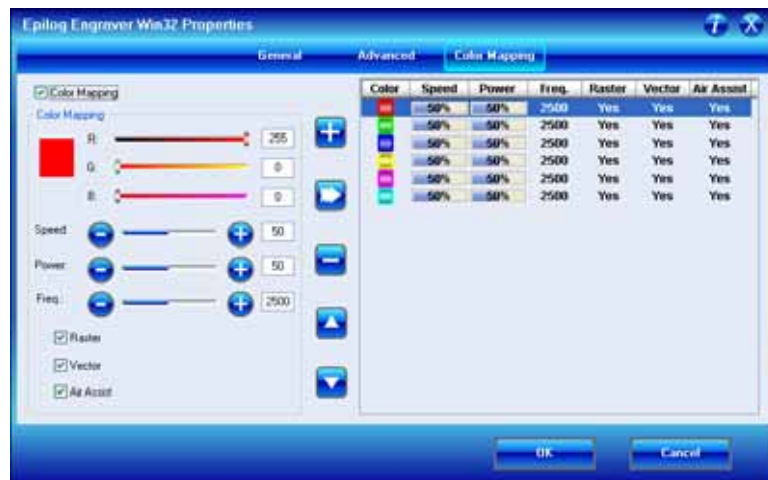 Epilog Engraver Win32 Properties
General Advanced Color Mapping
Color Mapping
Color Mapping
R: 255
G: 0
B: 0
Speed 50
Power: 50
Freq.: 2500
Raster
Vector
Air Assist
Color Speed Power Freq. Raster Vector Air Assist
50% 50% 2500 Yes Yes Yes
50% 50% 2500 Yes Yes Yes
50% 50% 2500 Yes Yes Yes
50% 50% 2500 Yes Yes Yes
50% 50% 2500 Yes Yes Yes
50% 50% 2500 Yes Yes Yes
OK Cancel